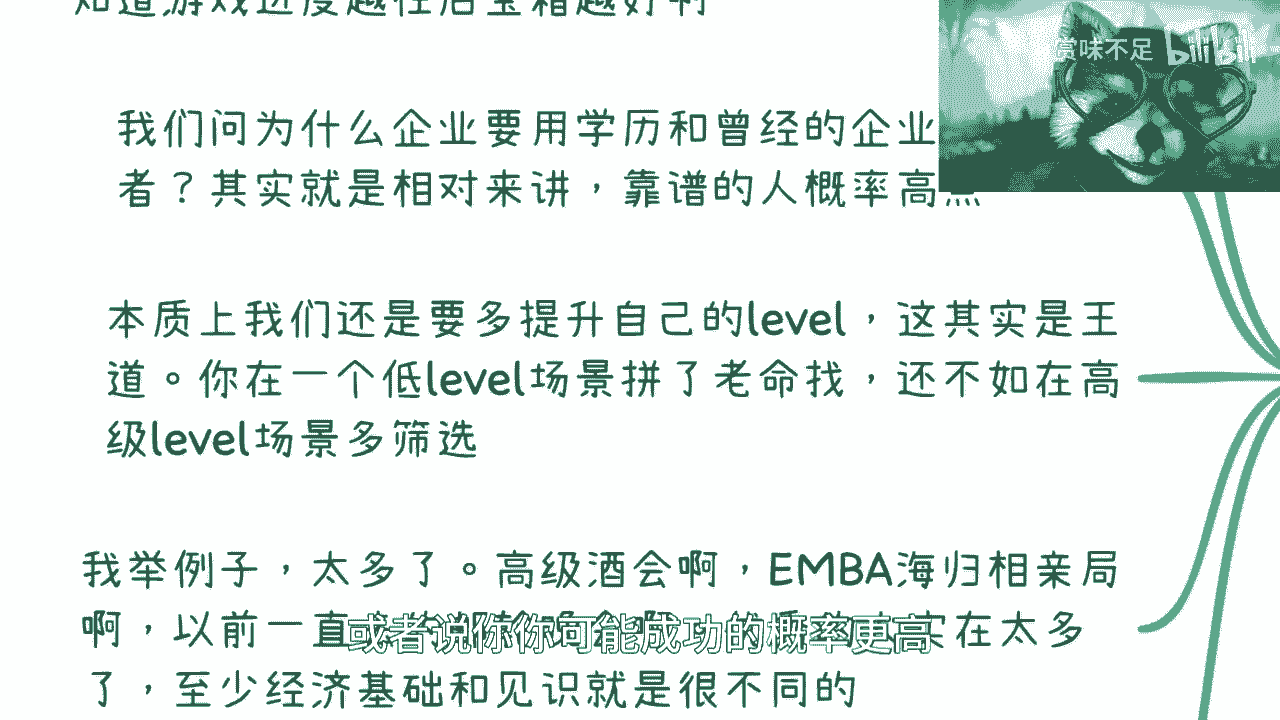 知道游戏进度越往后宝箱越好啊
赏味不足 bilibili
我们问为什么企业要用学历和曾经的企业
者？其实就是相对来讲，靠谱的人概率高点
本质上我们还是要多提升自己的level，这其实是王
道。你在一个低level场景拼了老命找，还不如在高
级level场景多筛选
我举例子，太多了。高级酒会啊，EMBA海归相亲局
啊，以前一直
实在太多
或者说你你可能成功的概率更高
了，至少经济基础和见识就是很不同的